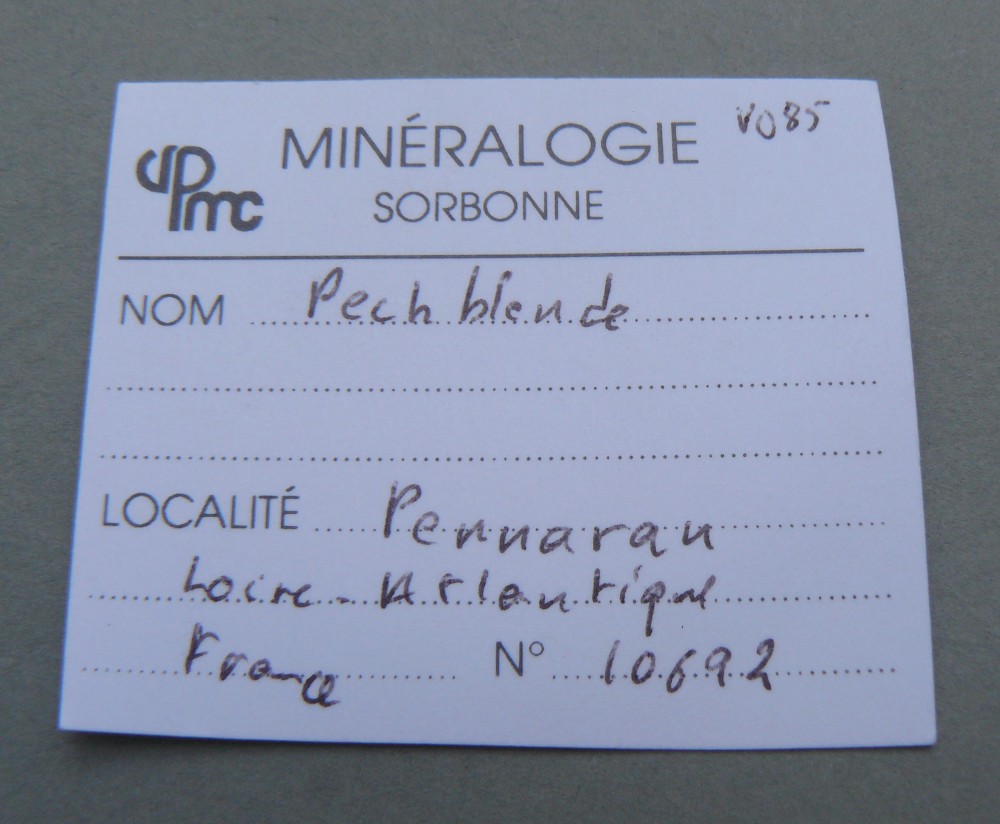 V085
UPMC
MINÉRALOGIE
SORBONNE
NOM Pechblende
LOCALITÉ Pennaran
Loire-Atlantique
France N° 10692